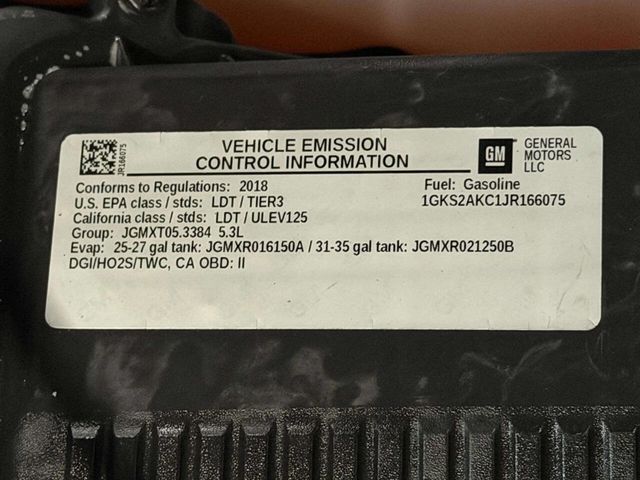 JR166075
VEHICLE EMISSION
CONTROL INFORMATION
GM
GENERAL
MOTORS
LLC
Conforms to Regulations: 2018
Fuel: Gasoline
U.S. EPA class / stds: LDT / TIER3
1GKS2AKC1JR166075
California class / stds: LDT / ULEV125
Group: JGMXT05.3384 5.3L
Evap: 25-27 gal tank: JGMXR016150A / 31-35 gal tank: JGMXR021250B
DGI/HO2S/TWC, CA OBD: II